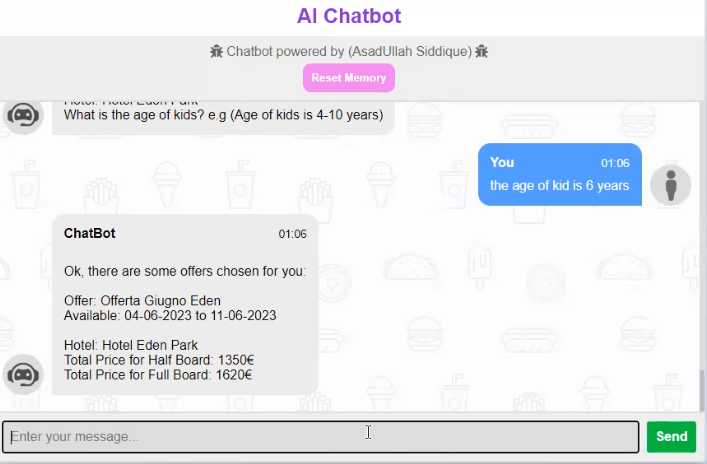 AI Chatbot
Chatbot powered by (AsadUllah Siddique)
Reset Memory
Hotel: Hotel Eden Park
What is the age of kids? e.g (Age of kids is 4-10 years)
You 01:06
the age of kid is 6 years
ChatBot 01:06
Ok, there are some offers chosen for you:
Offer: Offerta Giugno Eden
Available: 04-06-2023 to 11-06-2023
Hotel: Hotel Eden Park
Total Price for Half Board: 1350€
Total Price for Full Board: 1620€
Enter your message...
Send